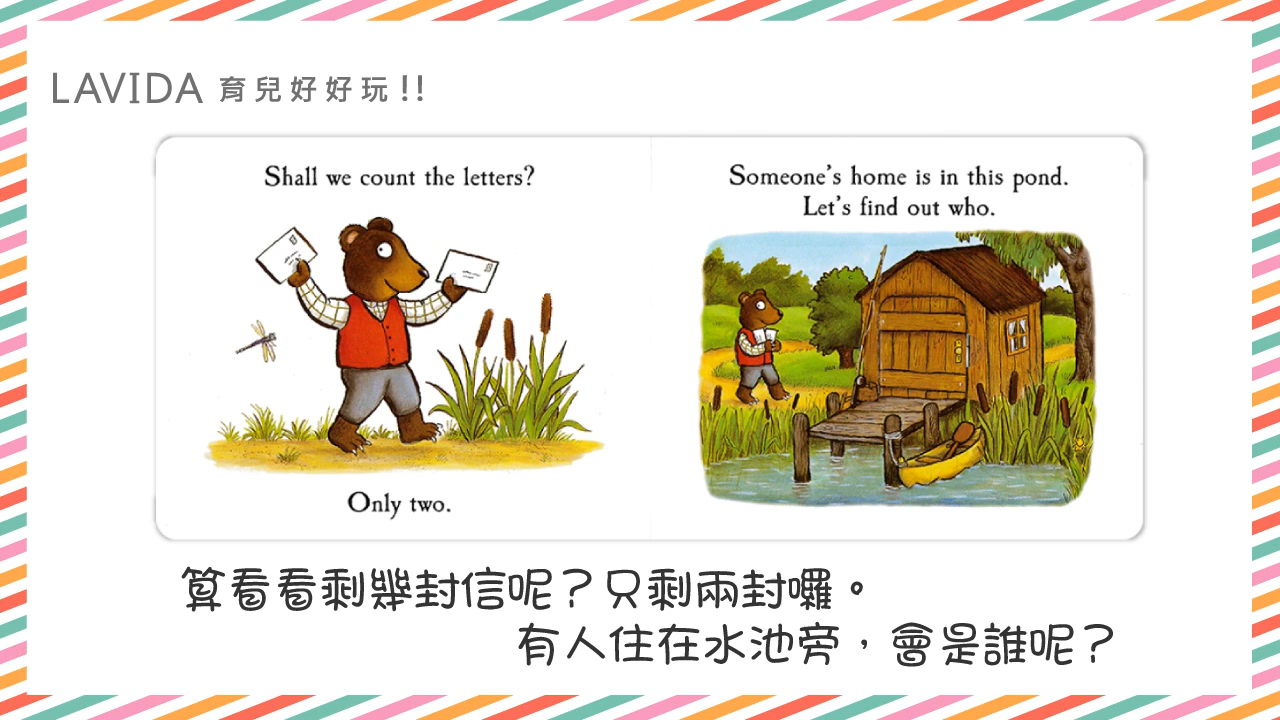 LAVIDA 育兒好好玩!!
Shall we count the letters?
Only two.
Someone's home is in this pond.
Let's find out who.
算看看剩幾封信呢？只剩兩封囉。
有人住在水池旁，會是誰呢？